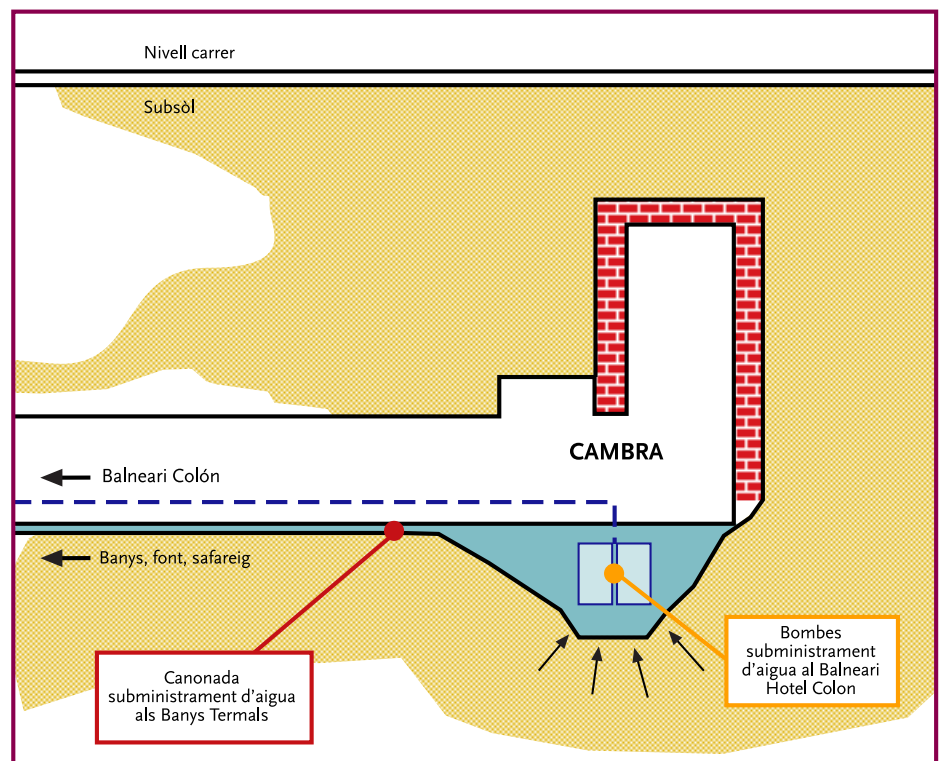 Nivell carrer
Subsòl
CAMBRA
Balneari Colón
Banys, font, safareig
Canonada
subministrament d'aigua
als Banys Termals
Bombes
subministrament
d'aigua al Balneari
Hotel Colon